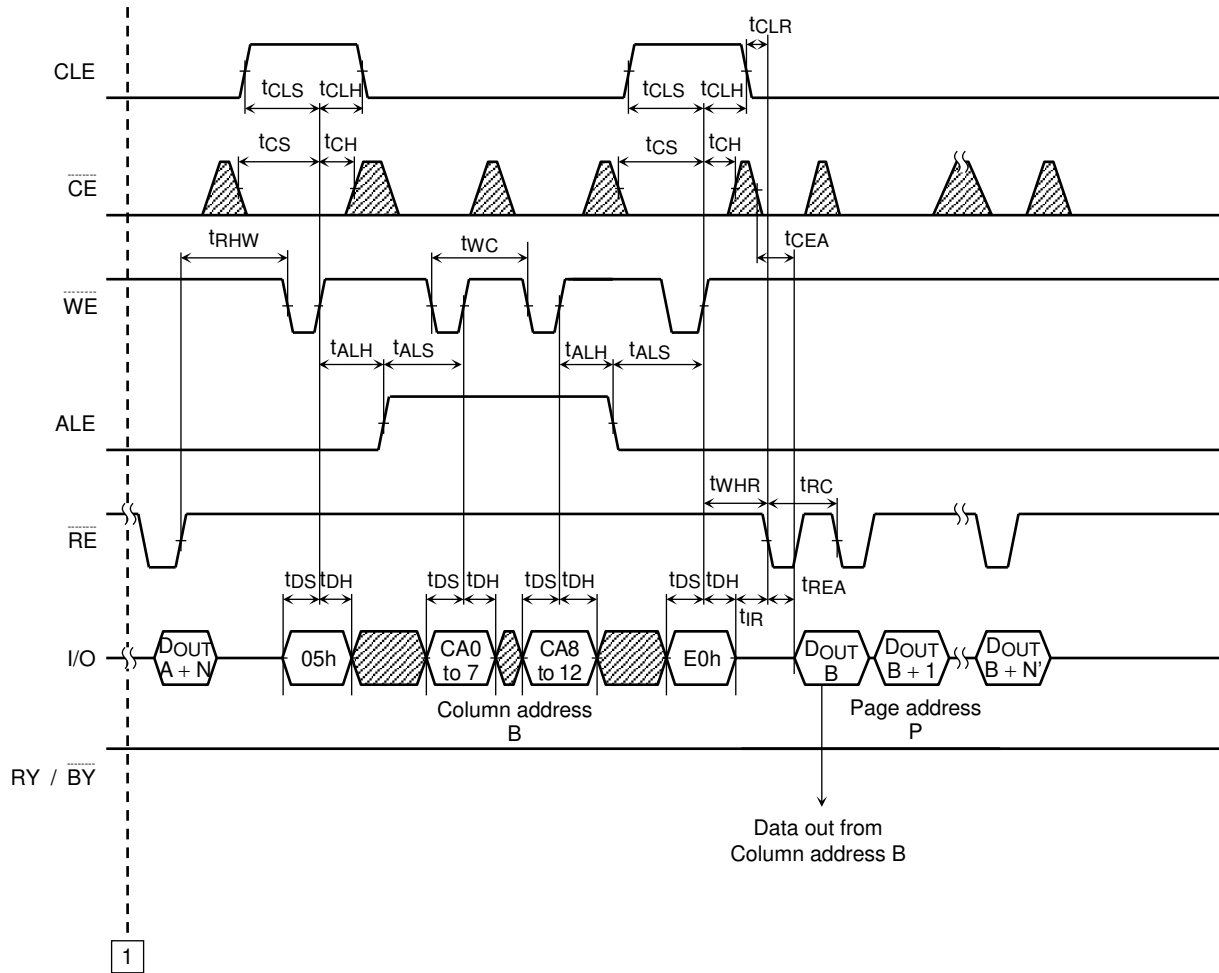 tCLR
CLE
tCLS tCLH tCLS tCLH
tCS tCH tCS tCH
CE
tCEA
tRHW tWC
WE
tALH tALS tALH tALS
ALE
tWHR tRC
RE
tDS tDH tDS tDH tDS tDH tDS tDH tREA
tIR
I/O
DOUT
A + N
05h
CA0
to 7
CA8
to 12
E0h
DOUT
B
DOUT
B + 1
DOUT
B + N’
Column address
B
Page address
P
RY / BY
Data out from
Column address B
1